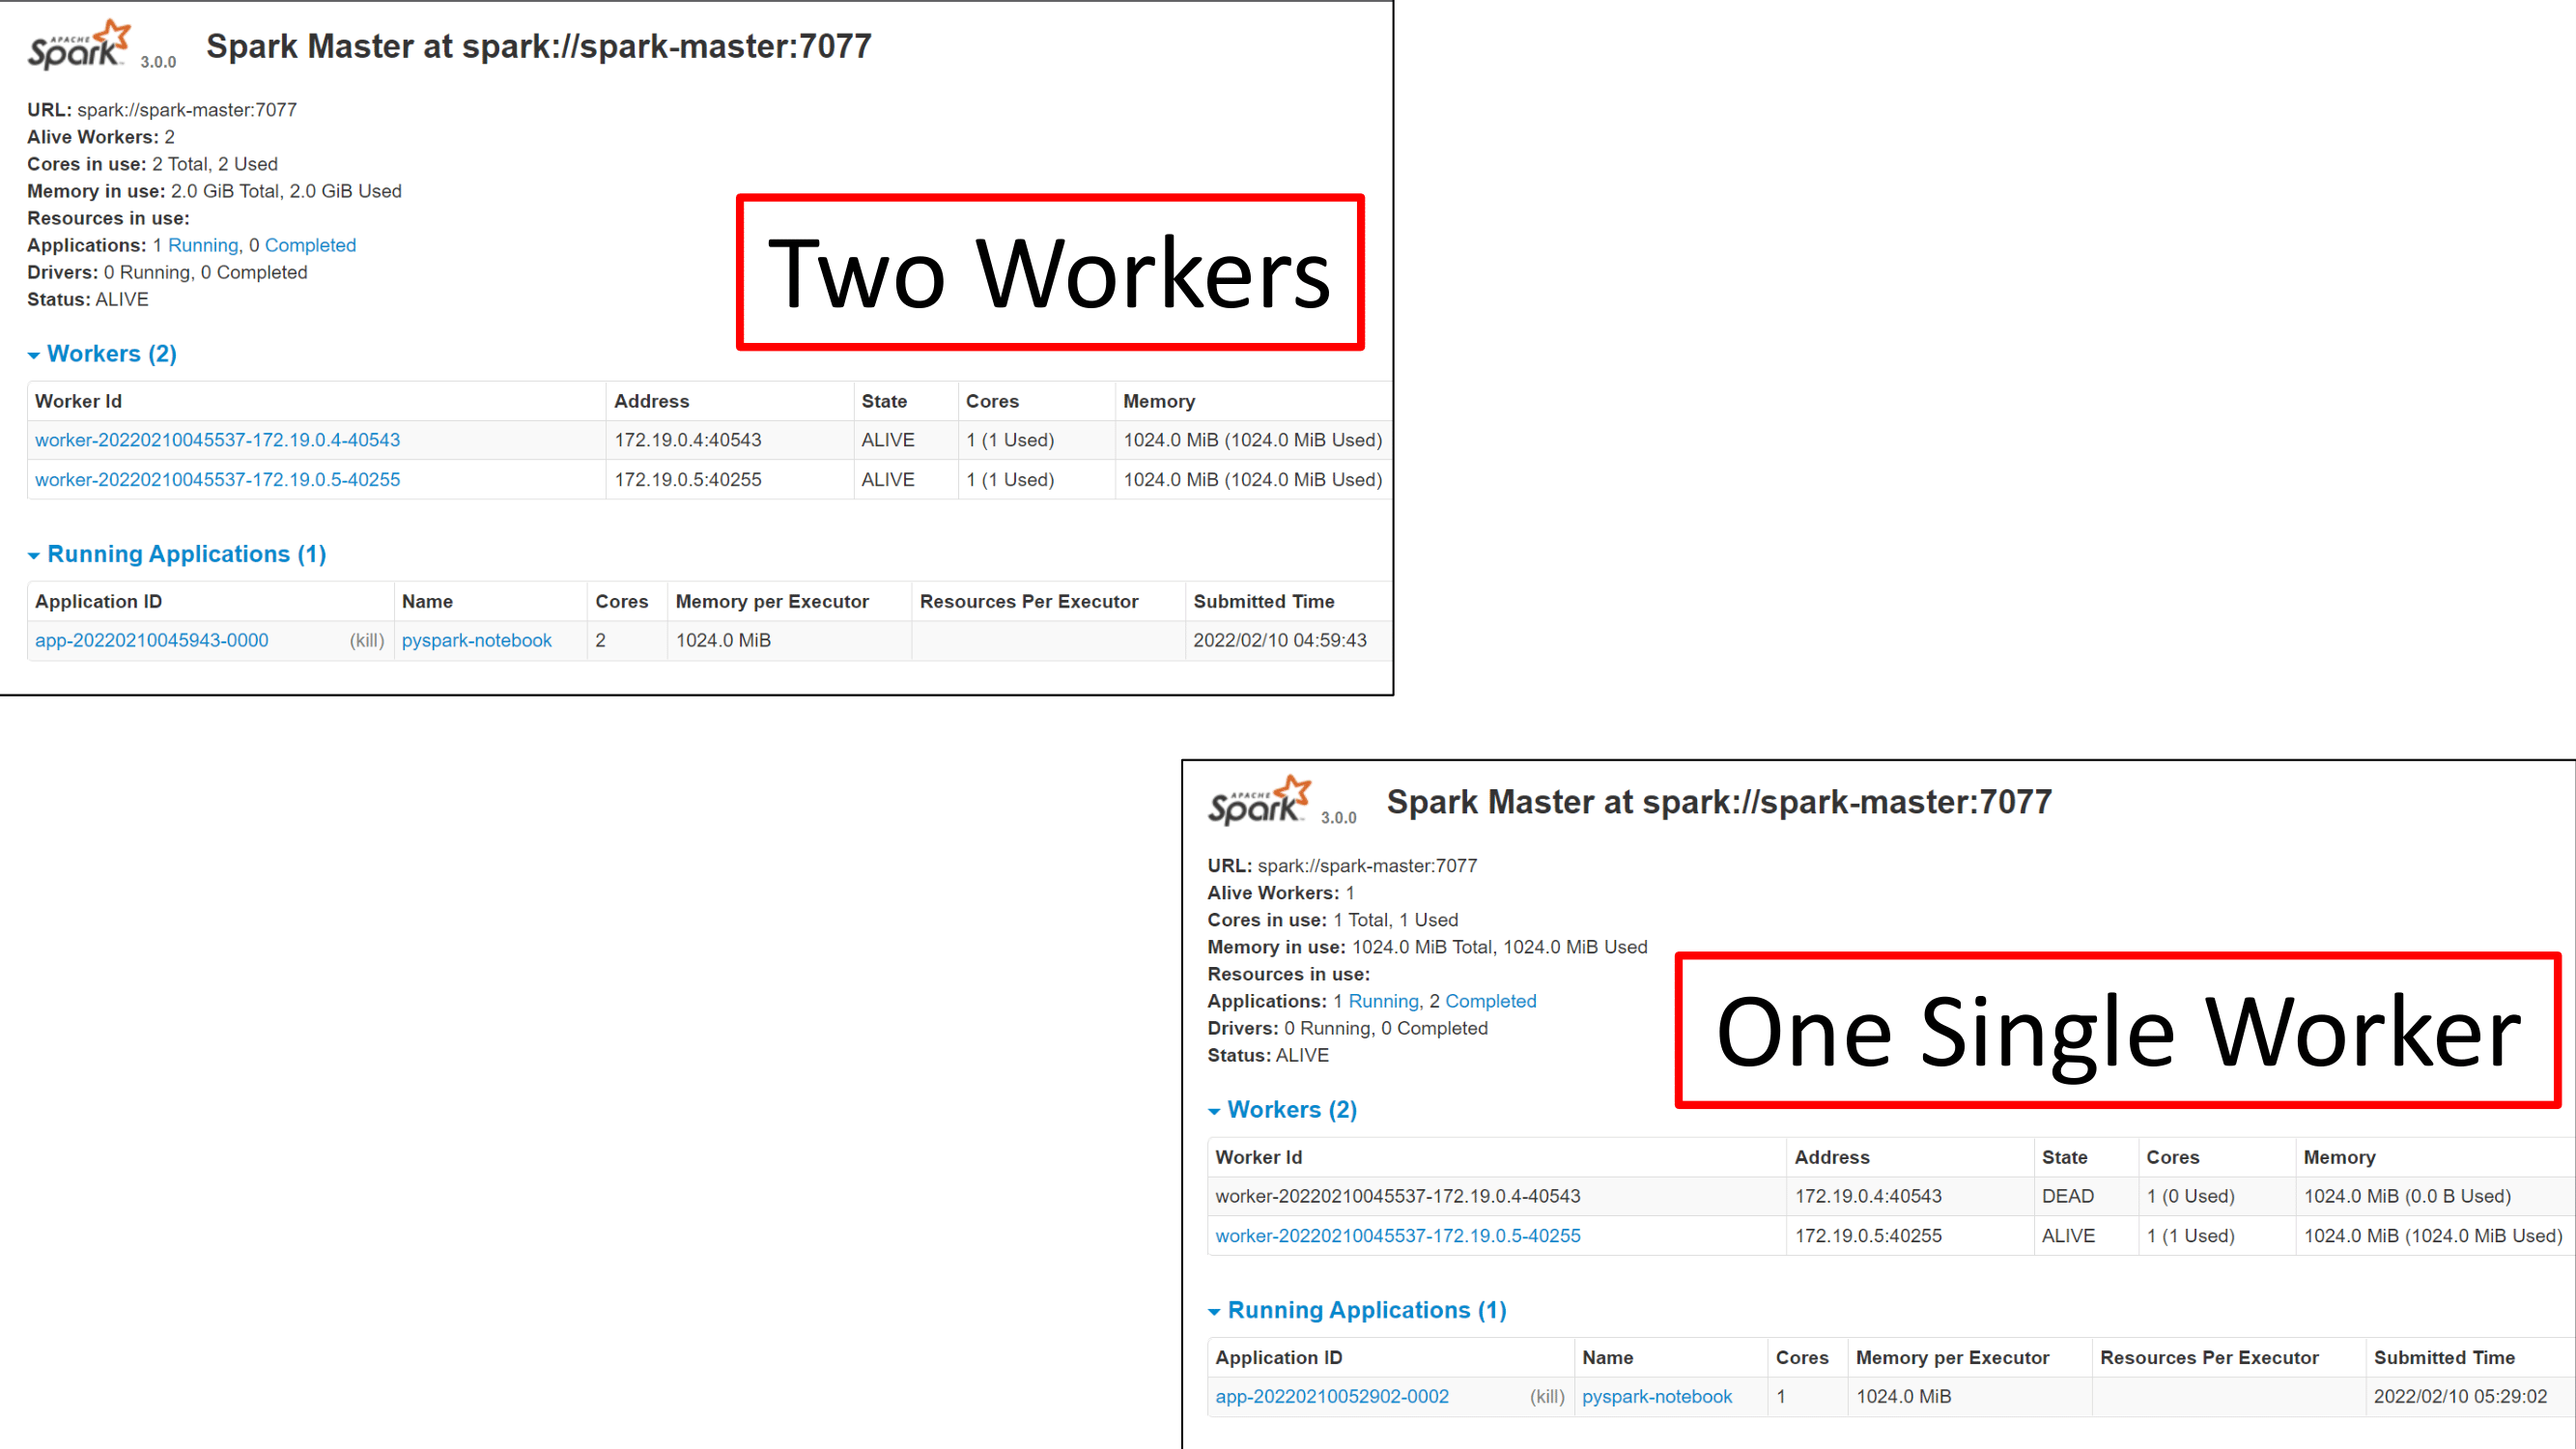 APACHE
Spark 3.0.0 Spark Master at spark://spark-master:7077
URL: spark://spark-master:7077
Alive Workers: 2
Cores in use: 2 Total, 2 Used
Memory in use: 2.0 GiB Total, 2.0 GiB Used
Resources in use:
Applications: 1 Running, 0 Completed
Drivers: 0 Running, 0 Completed
Status: ALIVE
Two Workers
Workers (2)
Worker Id Address State Cores Memory
worker-20220210045537-172.19.0.4-40543 172.19.0.4:40543 ALIVE 1 (1 Used) 1024.0 MiB (1024.0 MiB Used)
worker-20220210045537-172.19.0.5-40255 172.19.0.5:40255 ALIVE 1 (1 Used) 1024.0 MiB (1024.0 MiB Used)
Running Applications (1)
Application ID Name Cores Memory per Executor Resources Per Executor Submitted Time
app-20220210045943-0000 (kill) pyspark-notebook 2 1024.0 MiB 2022/02/10 04:59:43
APACHE
Spark 3.0.0 Spark Master at spark://spark-master:7077
URL: spark://spark-master:7077
Alive Workers: 1
Cores in use: 1 Total, 1 Used
Memory in use: 1024.0 MiB Total, 1024.0 MiB Used
Resources in use:
Applications: 1 Running, 2 Completed
Drivers: 0 Running, 0 Completed
Status: ALIVE
One Single Worker
Workers (2)
Worker Id Address State Cores Memory
worker-20220210045537-172.19.0.4-40543 172.19.0.4:40543 DEAD 1 (0 Used) 1024.0 MiB (0.0 B Used)
worker-20220210045537-172.19.0.5-40255 172.19.0.5:40255 ALIVE 1 (1 Used) 1024.0 MiB (1024.0 MiB Used)
Running Applications (1)
Application ID Name Cores Memory per Executor Resources Per Executor Submitted Time
app-20220210052902-0002 (kill) pyspark-notebook 1 1024.0 MiB 2022/02/10 05:29:02